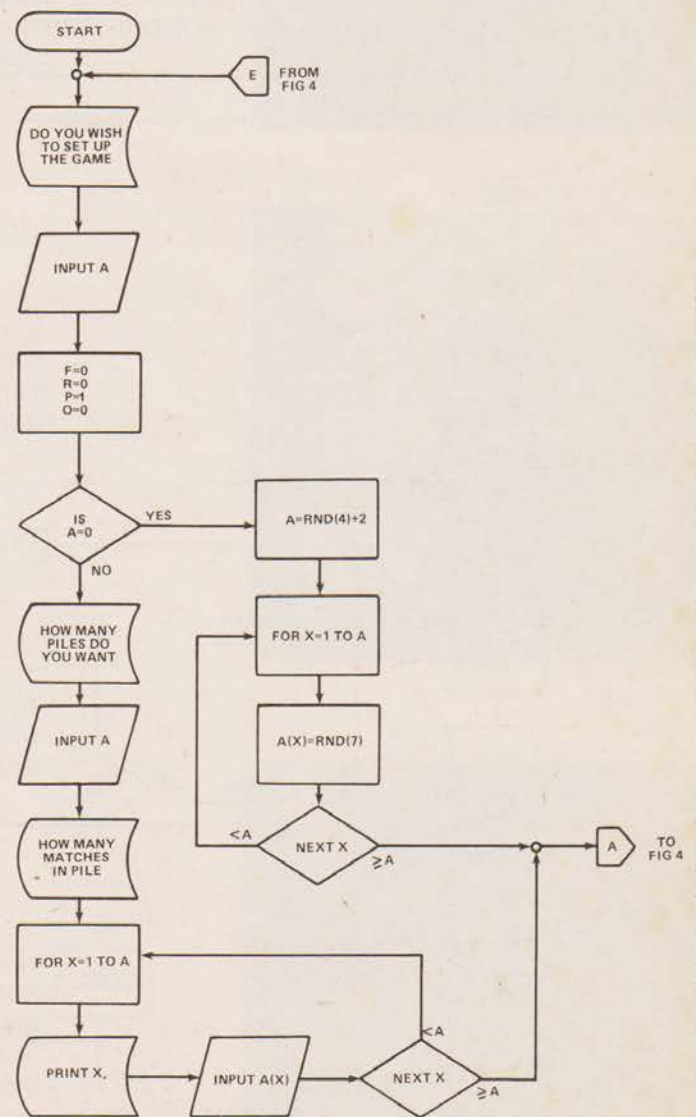 START
E
FROM
FIG 4
DO YOU WISH
TO SET UP
THE GAME
INPUT A
F=0
R=0
P=1
O=0
IS
A=0
YES
NO
A=RND(4)+2
FOR X=1 TO A
A(X)=RND(7)
NEXT X
<A
≥A
HOW MANY
PILES DO
YOU WANT
INPUT A
HOW MANY
MATCHES
IN PILE
FOR X=1 TO A
PRINT X,
INPUT A(X)
NEXT X
<A
≥A
A
TO
FIG 4